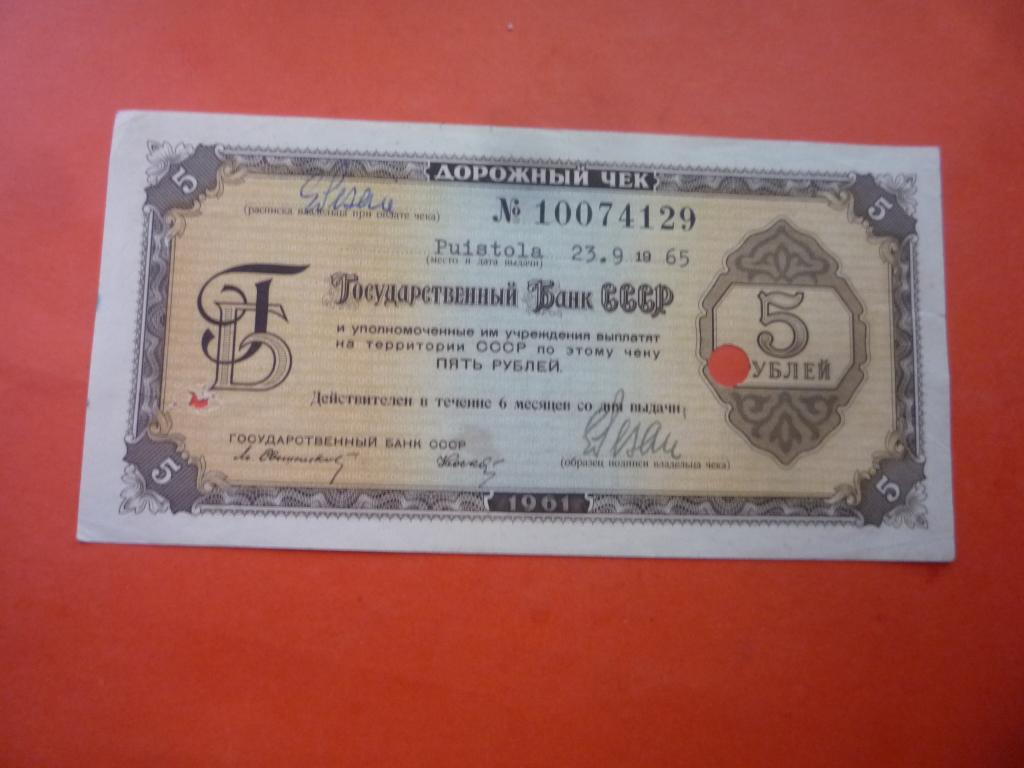 ДОРОЖНЫЙ ЧЕК
5
5
(расписка владельца при оплате чека)
№ 10074129
Puistola 23.9 19 65
(место и дата выдачи)
ГБ
Государственный Банк СССР
и уполномоченные им учреждения выплатят
на территории СССР по этому чеку
ПЯТЬ РУБЛЕЙ.
5
УБЛЕЙ
Действителен в течение 6 месяцев со дня выдачи
ГОСУДАРСТВЕННЫЙ БАНК СССР
(образец подписи владельца чека)
5
5
1961